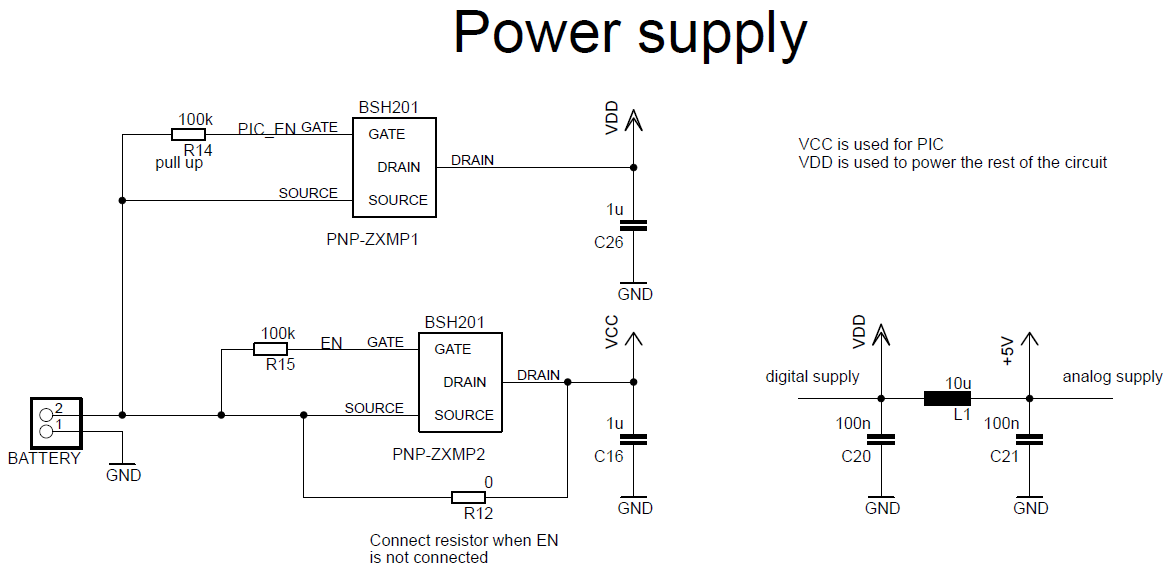 Power supply
BSH201
100k
PIC_EN
GATE
GATE
R14
pull up
DRAIN
DRAIN
SOURCE
SOURCE
PNP-ZXMP1
VDD
1u
C26
GND
VCC is used for PIC
VDD is used to power the rest of the circuit
BSH201
100k
EN
GATE
GATE
R15
DRAIN
DRAIN
SOURCE
SOURCE
PNP-ZXMP2
VCC
1u
C16
GND
2
1
BATTERY
GND
0
R12
Connect resistor when EN
is not connected
VDD
+5V
digital supply
10u
analog supply
L1
100n
C20
GND
100n
C21
GND